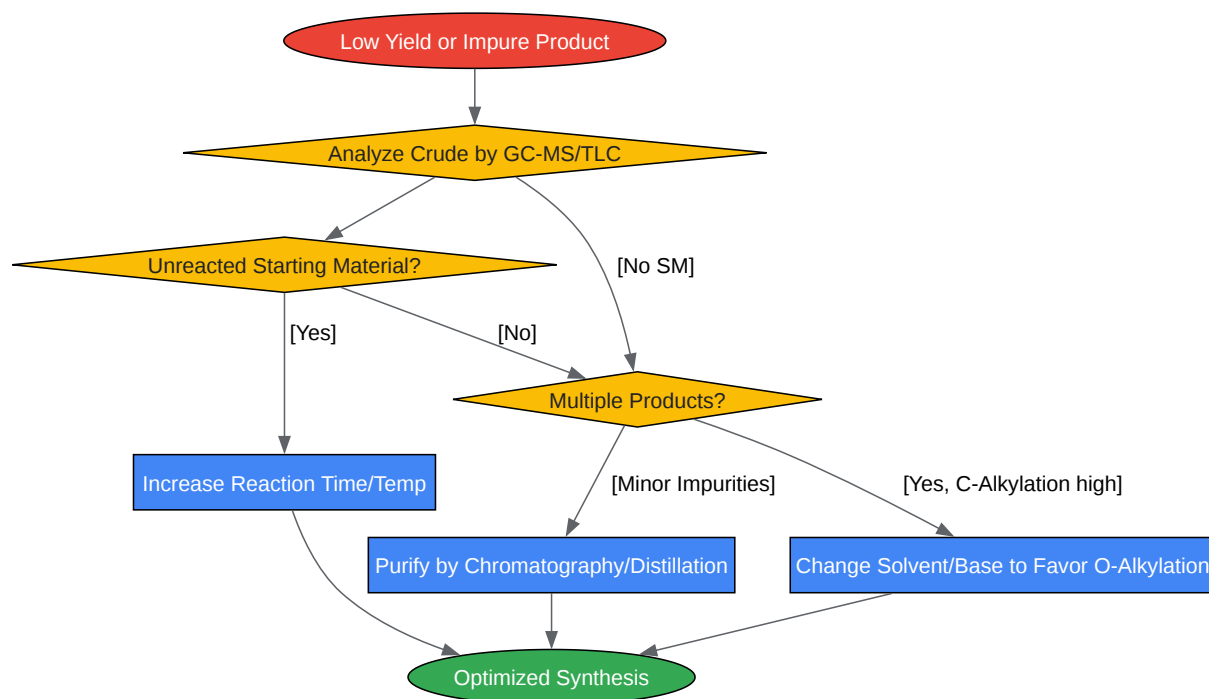 Low Yield or Impure Product
Analyze Crude by GC-MS/TLC
Unreacted Starting Material?
[No SM]
[Yes]
[No]
Multiple Products?
Increase Reaction Time/Temp
[Minor Impurities]
[Yes, C-Alkylation high]
Purify by Chromatography/Distillation
Change Solvent/Base to Favor O-Alkylation
Optimized Synthesis